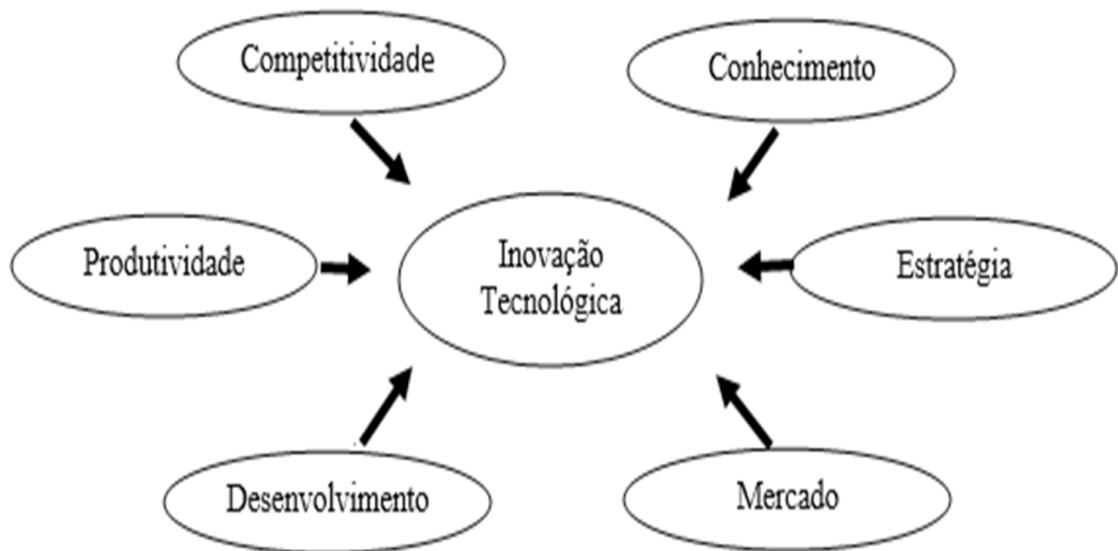 Competitividade
Conhecimento
Produtividade
Inovação
Tecnológica
Estratégia
Desenvolvimento
Mercado